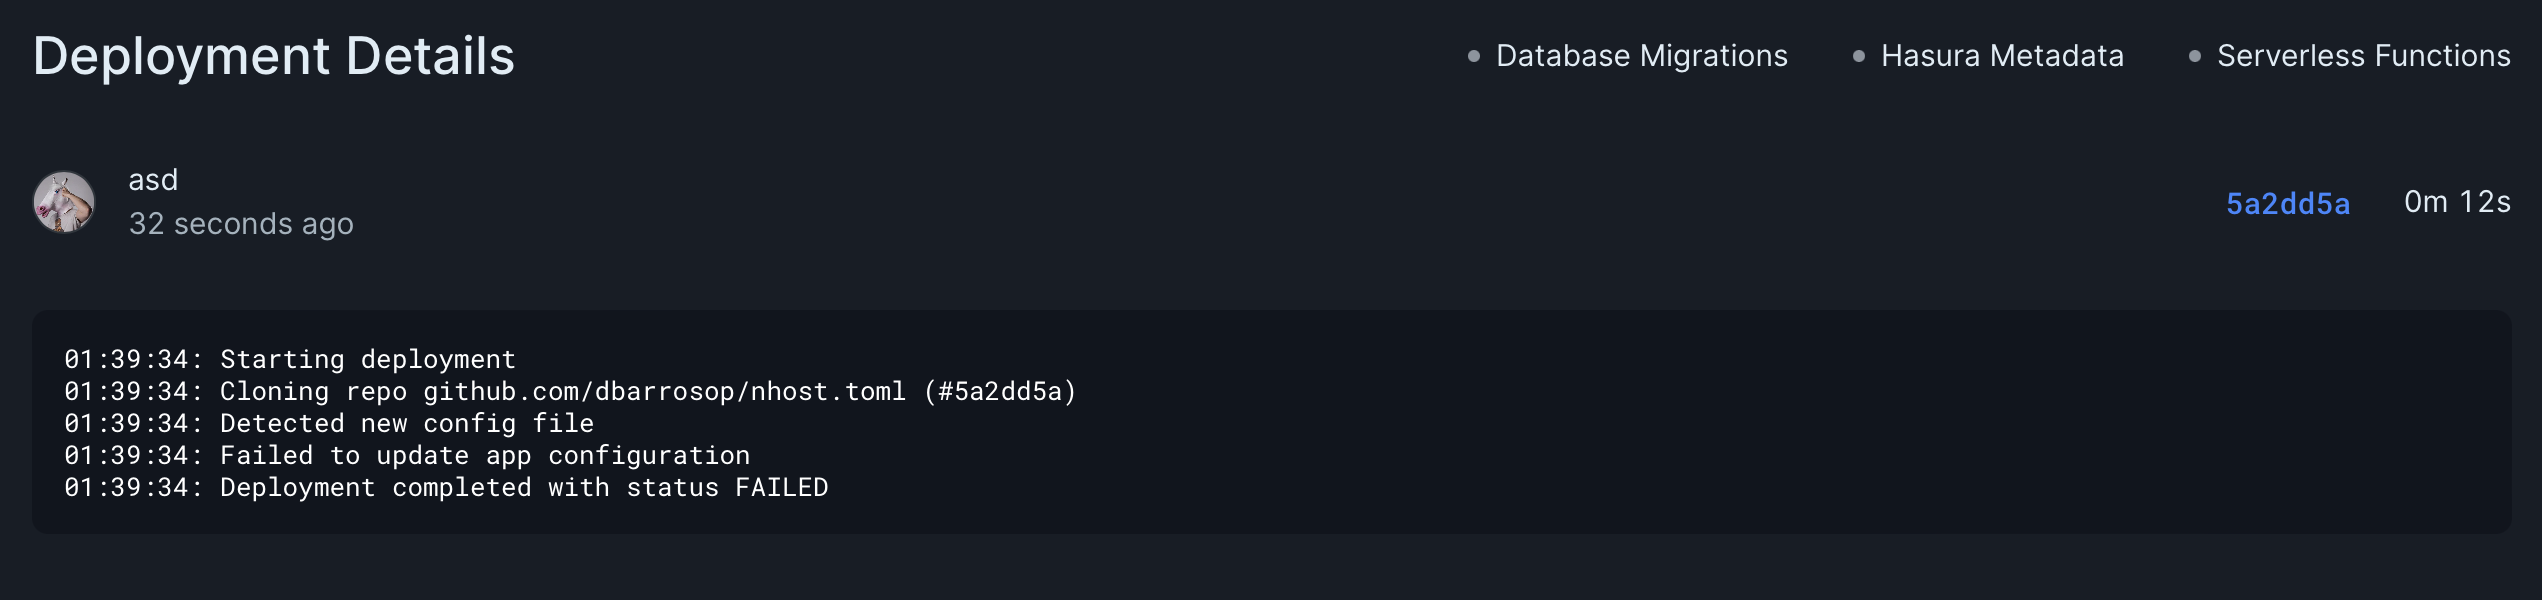 Deployment Details
Database Migrations
Hasura Metadata
Serverless Functions
asd
32 seconds ago
5a2dd5a
0m 12s
01:39:34: Starting deployment
01:39:34: Cloning repo github.com/dbarrosop/nhost.toml (#5a2dd5a)
01:39:34: Detected new config file
01:39:34: Failed to update app configuration
01:39:34: Deployment completed with status FAILED